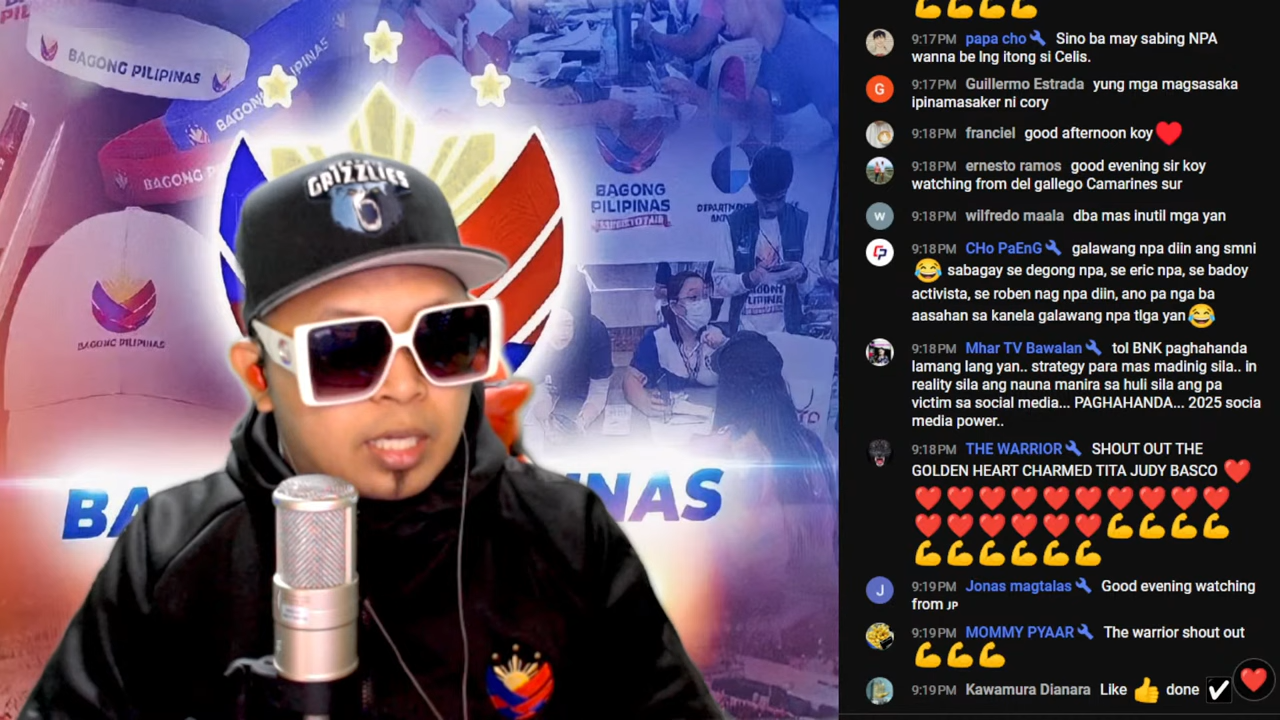 BAGONG PILIPINAS
BAGONG
BAGONG P
GRIZZLIES
BAGONG
PILIPINAS
BAGONG PILIPINAS
BA
NAS
9:17PM papa cho Sino ba may sabing NPA
wanna be lng itong si Celis.
9:17PM Guillermo Estrada yung mga magsasaka
ipinamasaker ni cory
9:18PM franciel good afternoon koy❤️
9:18PM ernesto ramos good evening sir koy
watching from del gallego Camarines sur
9:18PM wilfredo maala dba mas inutil mga yan
9:18PM CHo PaEnG galawang npa diin ang smni
😂 sabagay se degong npa, se eric npa, se badoy
activista, se roben nag npa diin, ano pa nga ba
aasahan sa kanela galawang npa tlga yan😂
9:18PM Mhar TV Bawalan tol BNK paghahanda
lamang lang yan.. strategy para mas madinig sila.. in
reality sila ang nauna manira sa huli sila ang pa
victim sa social media... PAGHAHANDA... 2025 socia
media power..
9:18PM THE WARRIOR SHOUT OUT THE
GOLDEN HEART CHARMED TITA JUDY BASCO ❤️
❤️❤️❤️❤️❤️❤️❤️❤️❤️❤️
❤️❤️❤️❤️❤️❤️💪💪💪💪
💪💪💪💪💪💪
9:19PM Jonas magtalas Good evening watching
from JP
9:19PM MOMMY PYAAR The warrior shout out
💪💪💪
9:19PM Kawamura Dianara Like 👍 done ✔️